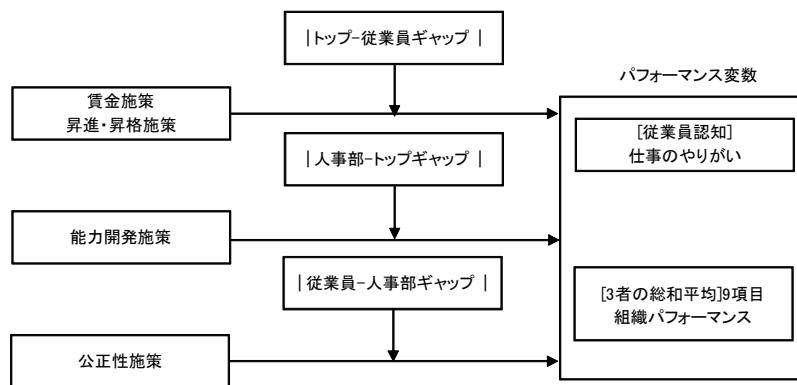 |トップ-従業員ギャップ |
パフォーマンス変数
賃金施策
昇進・昇格施策
[従業員認知]
仕事のやりがい
|人事部-トップギャップ |
能力開発施策
|従業員-人事部ギャップ |
[3者の総和平均]9項目
組織パフォーマンス
公正性施策